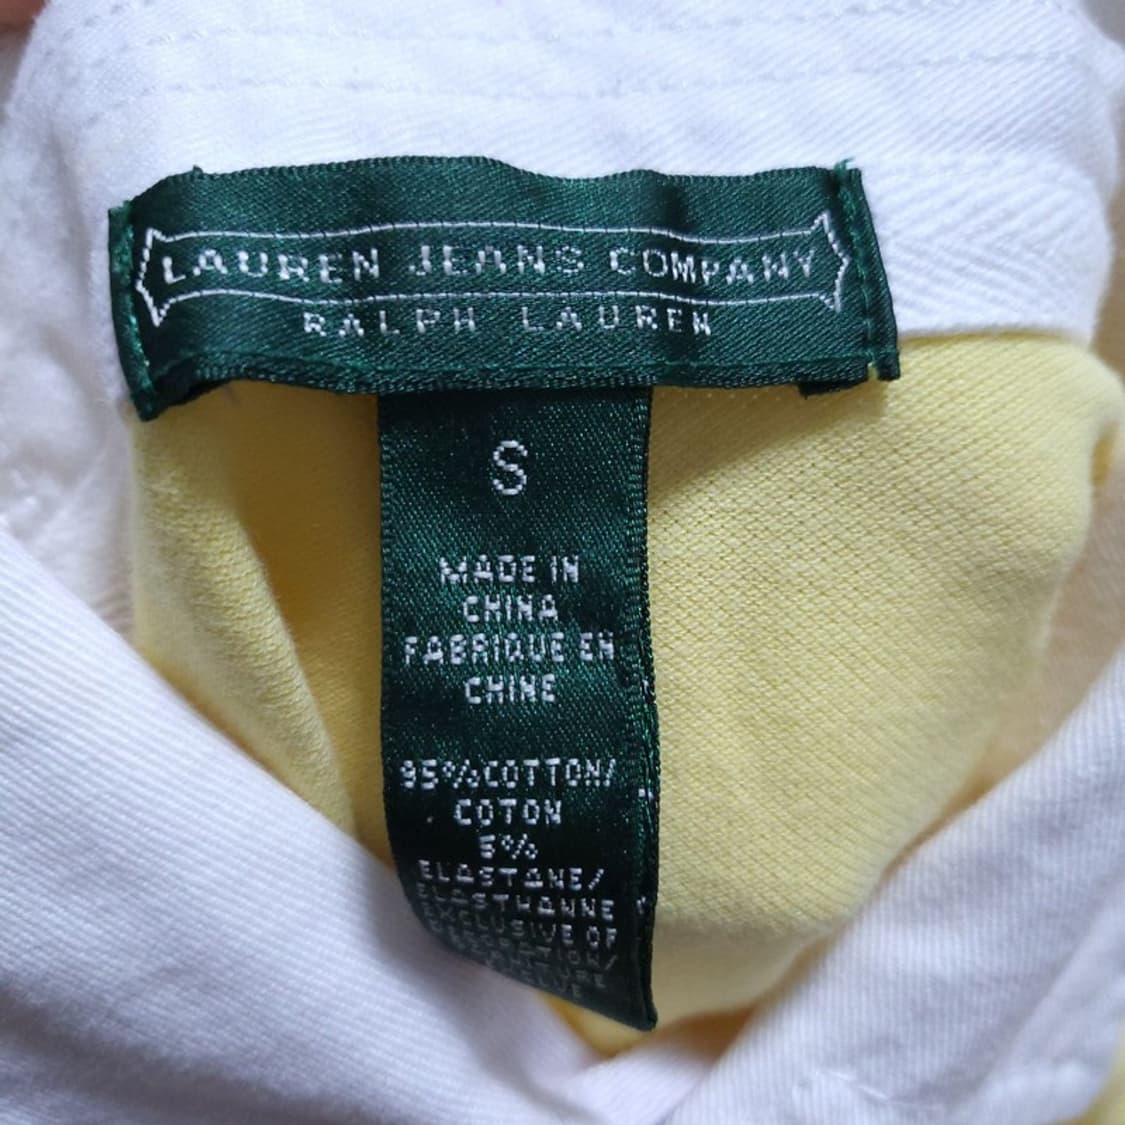 LAUREN JEANS COMPANY
RALPH LAUREN
S
MADE IN
CHINA
FABRIQUE EN
CHINE
95% COTTON/
COTON
5%
ELASTANE/
ELASTHANNE
EXCLUSIVE OF